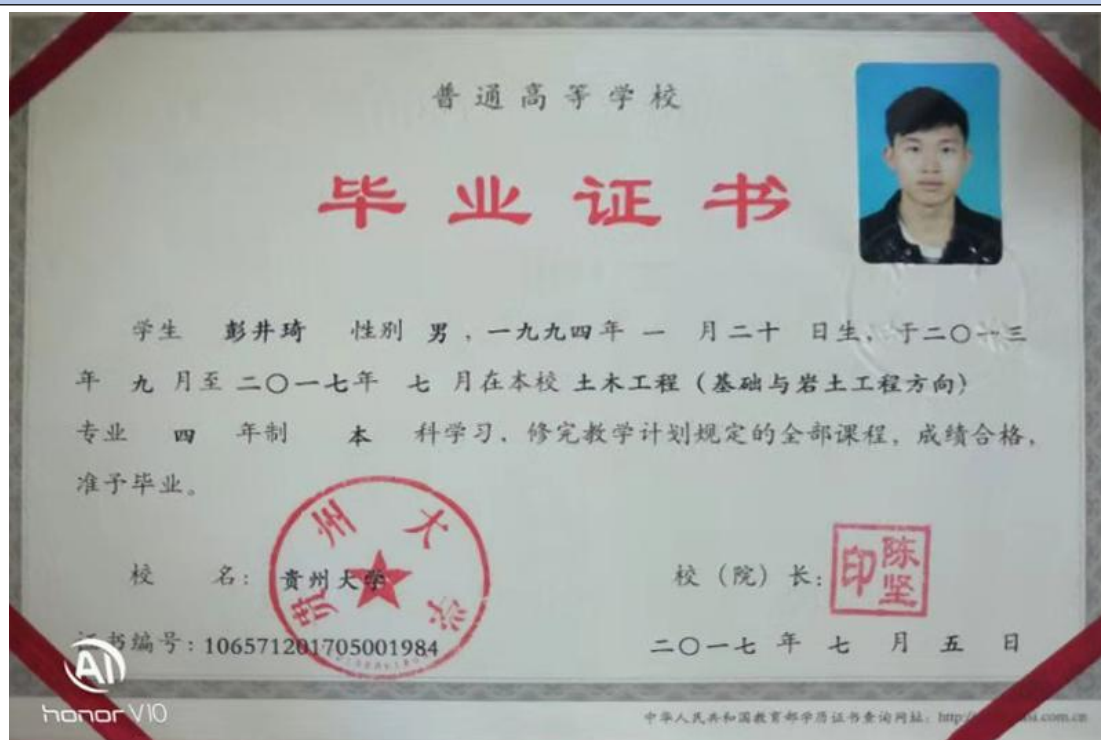 普通高等学校
毕业证书
学生 彭井琦 性别 男，一九九四年 一 月二十 日生，于二〇一三
年 九 月至 二〇一七年 七 月在本校 土木工程（基础与岩土工程方向）
专业 四 年制 本 科学习，修完教学计划规定的全部课程，成绩合格，
准予毕业。
贵州大学
校 名：贵州大学 校（院）长：
陈坚印
证书编号：106571201705001984 二〇一七 年 七 月 五 日
AI
honor V10
中华人民共和国教育部学历证书查询网址：http://